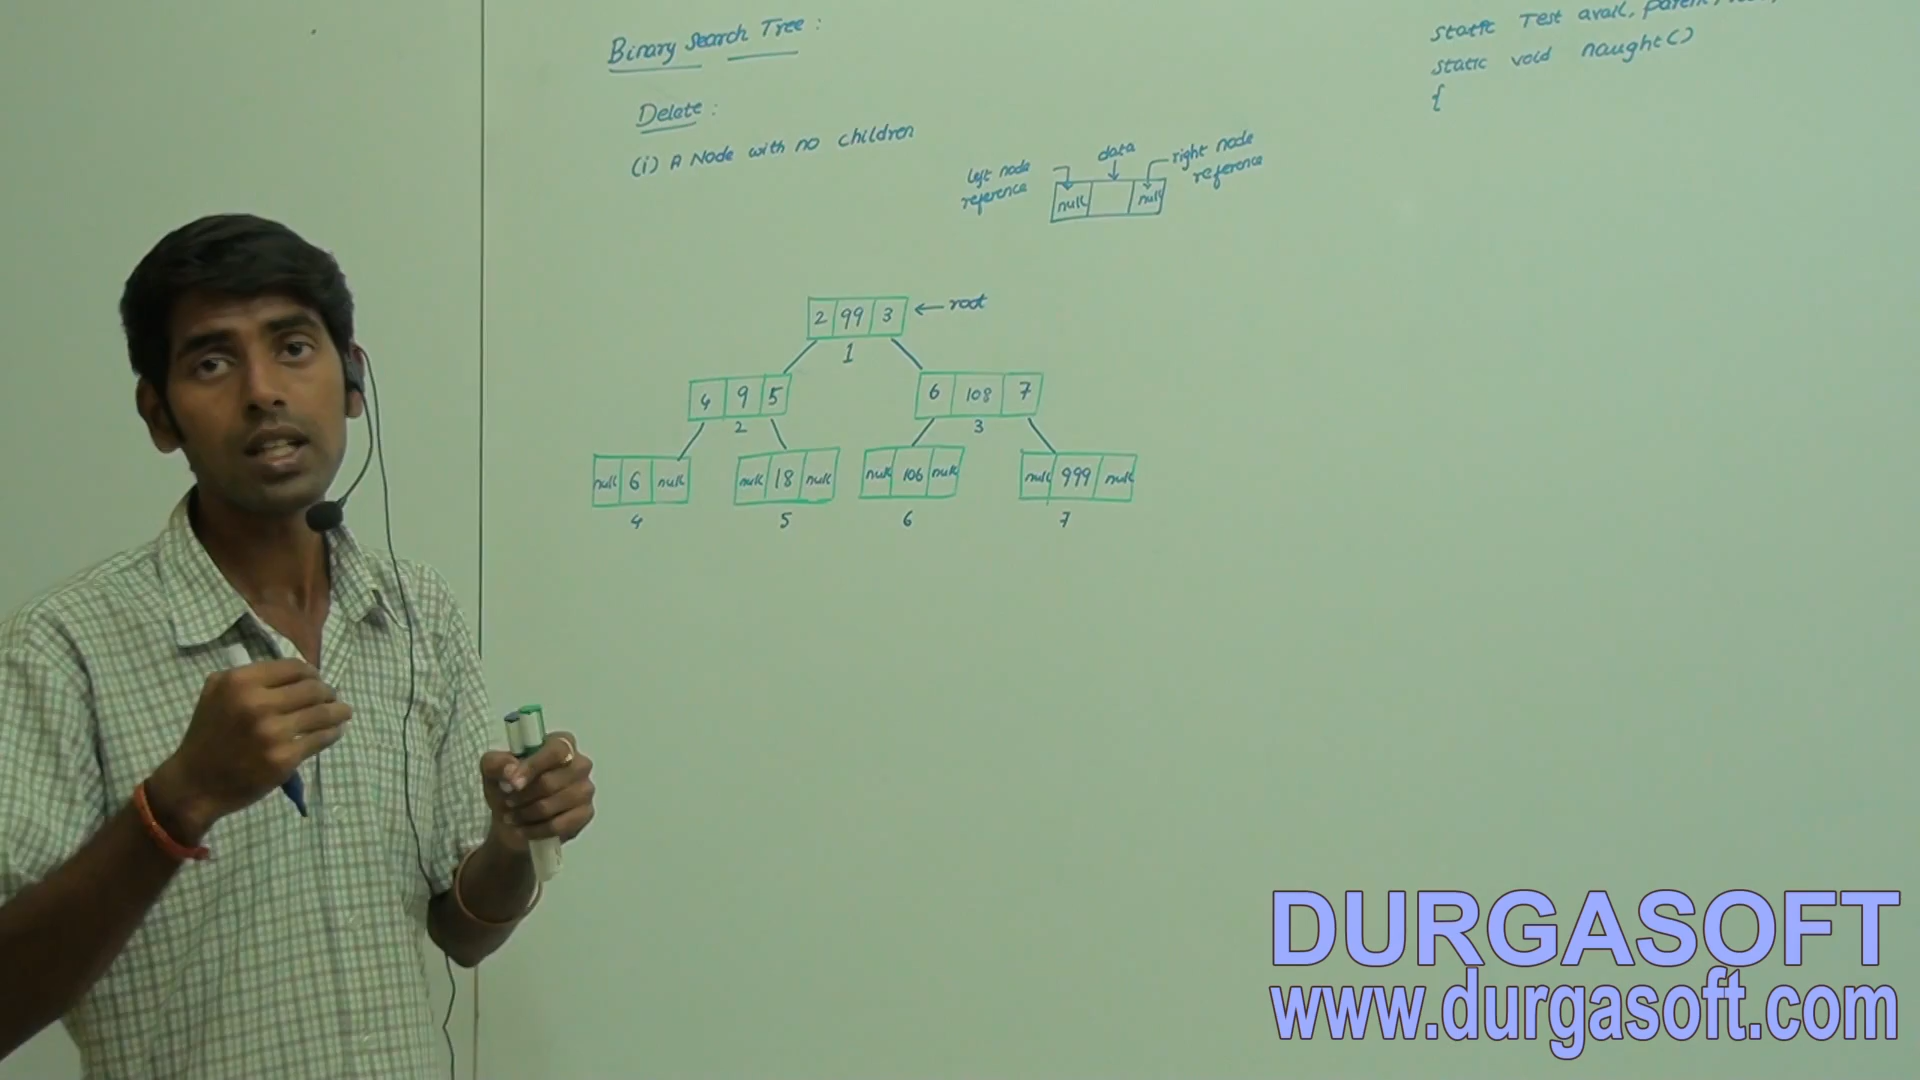 Binary Search Tree :
Delete :
(i) A Node with no children
left node
reference
data
right node
reference
null null
static Test avail, parent
static void naught()
{
2 99 3 ← root
1
4 9 5
2
6 108 7
3
null 6 null
4
null 18 null
5
null 106 null
6
null 999 null
7
DURGASOFT
www.durgasoft.com